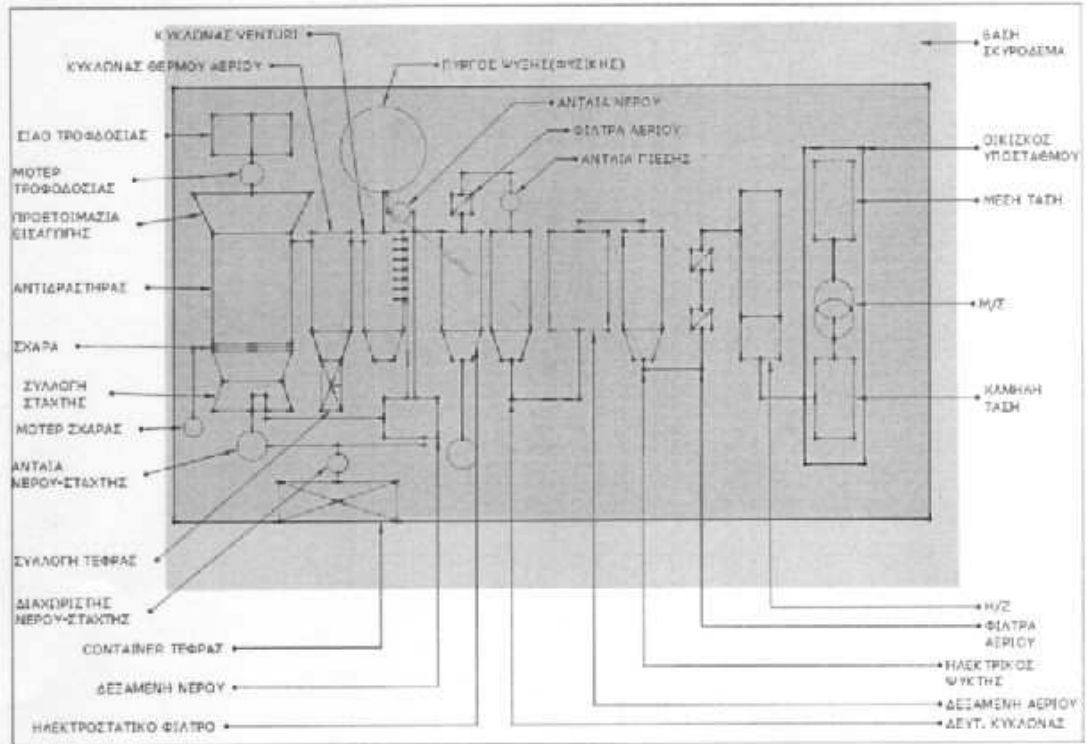 ΚΥΚΛΩΝΑΣ VENTURI
ΚΥΚΛΩΝΑΣ ΘΕΡΜΟΥ ΑΕΡΙΟΥ
ΠΥΡΓΟΣ ΨΥΞΗΣ(ΦΥΣΙΚΗΣ)
ΑΝΤΛΙΑ ΝΕΡΟΥ
ΦΙΛΤΡΑ ΑΕΡΙΟΥ
ΑΝΤΛΙΑ ΠΙΕΣΗΣ
ΒΑΣΗ
ΣΚΥΡΟΔΕΜΑ
ΟΙΚΙΣΚΟΣ
ΥΠΟΣΤΑΘΜΟΥ
ΜΕΣΗ ΤΑΣΗ
Μ/Σ
ΧΑΜΗΛΗ
ΤΑΣΗ
ΣΙΛΟ ΤΡΟΦΔΟΣΙΑΣ
ΜΟΤΕΡ
ΤΡΟΦΟΔΟΣΙΑΣ
ΠΡΟΕΤΟΙΜΑΣΙΑ
ΕΙΣΑΓΩΓΗΣ
ΑΝΤΙΔΡΑΣΤΗΡΑΣ
ΣΧΑΡΑ
ΣΥΛΛΟΓΗ
ΣΤΑΧΤΗΣ
ΜΟΤΕΡ ΣΧΑΡΑΣ
ΑΝΤΛΙΑ
ΝΕΡΟΥ-ΣΤΑΧΤΗΣ
ΣΥΛΛΟΓΗ ΤΕΦΡΑΣ
ΔΙΑΧΩΡΙΣΤΗΣ
ΝΕΡΟΥ-ΣΤΑΧΤΗΣ
CONTAINER ΤΕΦΡΑΣ
ΔΕΞΑΜΕΝΗ ΝΕΡΟΥ
ΗΛΕΚΤΡΟΣΤΑΤΙΚΟ ΦΙΛΤΡΟ
Η/Ζ
ΦΙΛΤΡΑ
ΑΕΡΙΟΥ
ΗΛΕΚΤΡΙΚΟΣ
ΨΥΚΤΗΣ
ΔΕΞΑΜΕΝΗ ΑΕΡΙΟΥ
ΔΕΥΤ. ΚΥΚΛΩΝΑΣ